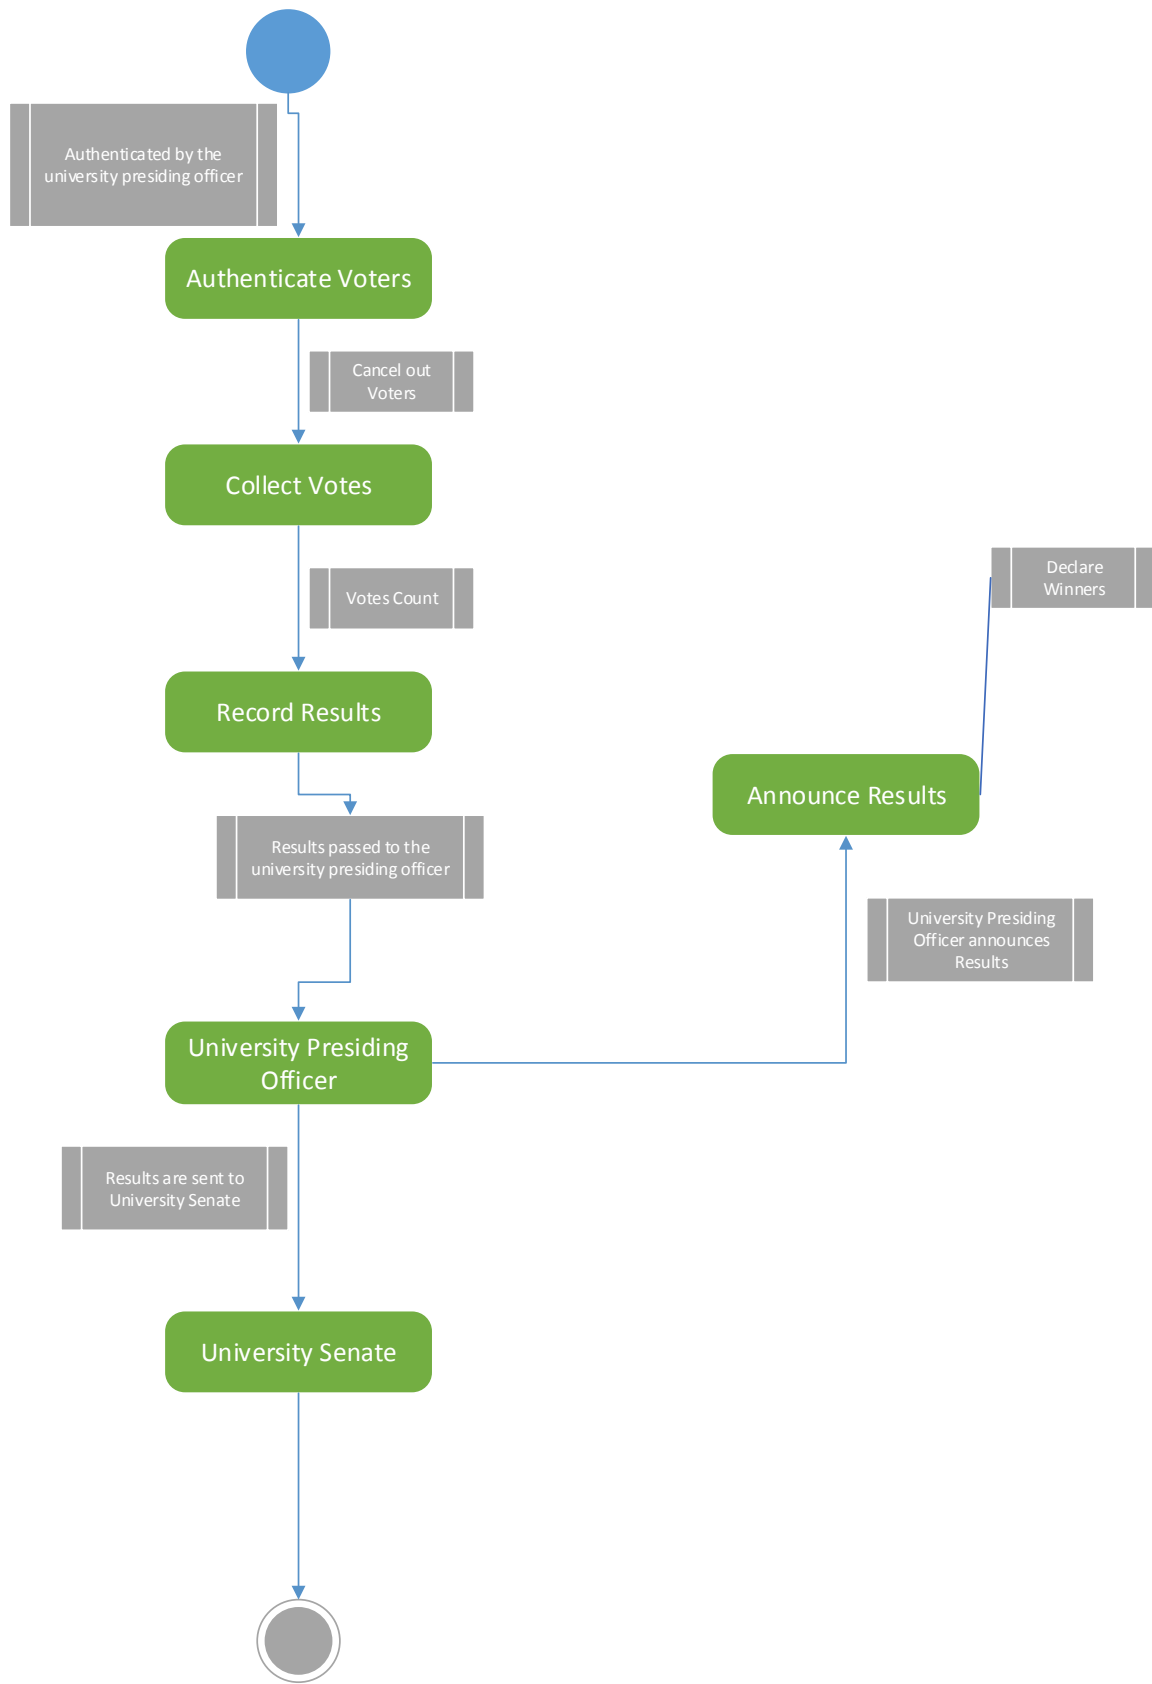 Authenticated by the
university presiding officer
Authenticate Voters
Cancel out
Voters
Collect Votes
Votes Count
Declare
Winners
Record Results
Announce Results
Results passed to the
university presiding officer
University Presiding
Officer announces
Results
University Presiding
Officer
Results are sent to
University Senate
University Senate